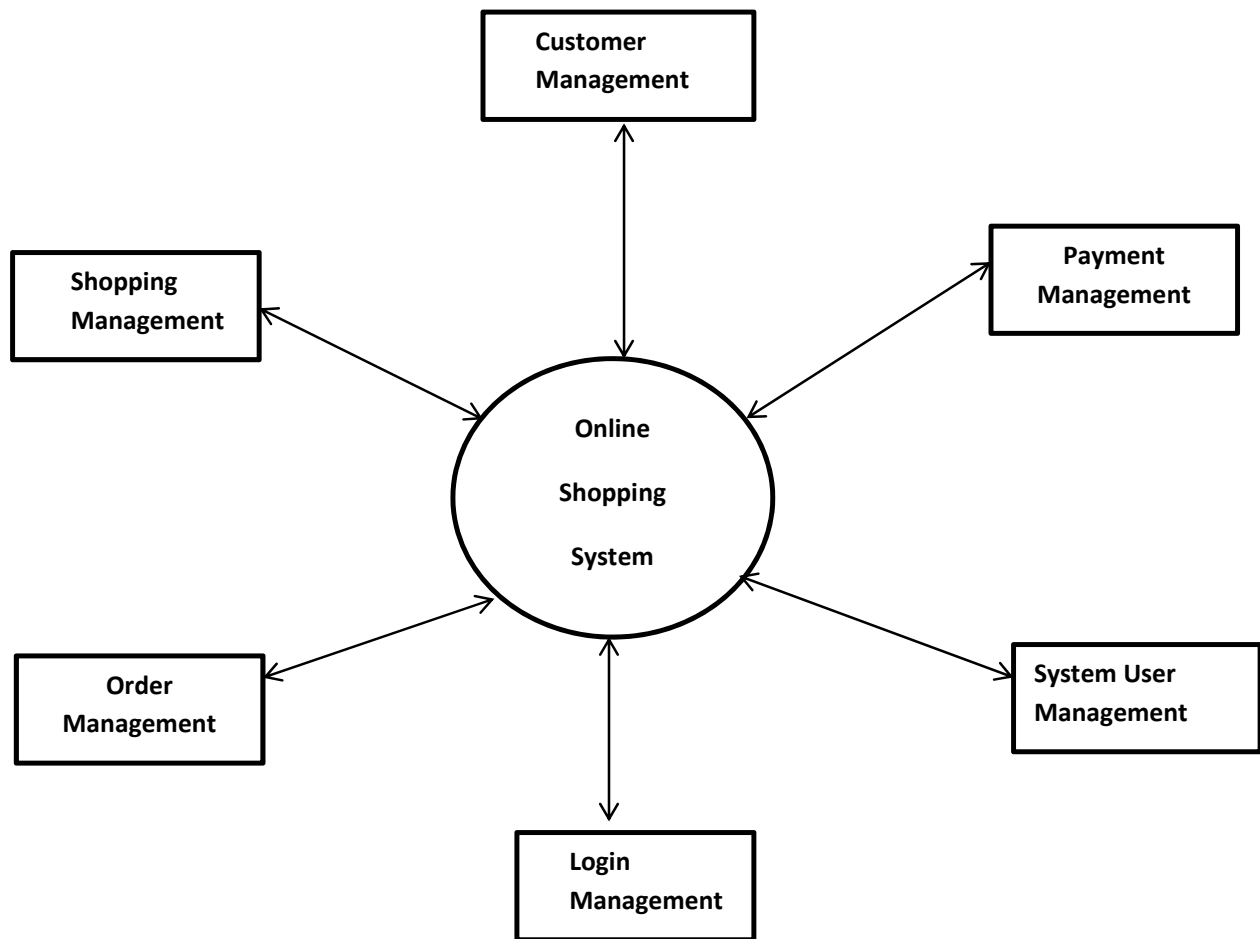 Customer
Management
Payment
Management
Shopping
Management
Online
Shopping
System
Order
Management
System User
Management
Login
Management